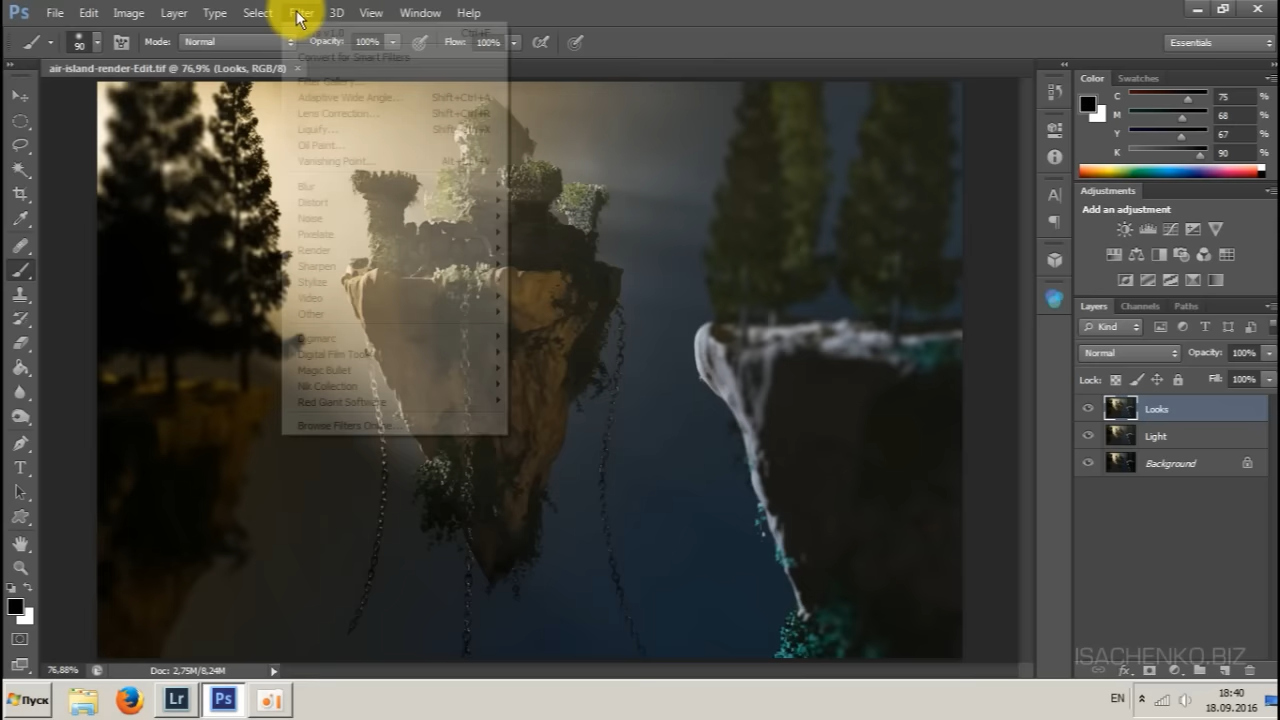 Ps File Edit Image Layer Type Select Filter 3D View Window Help
90 Mode: Normal Opacity: 100% Flow: 100% Essentials
air-island-render-Edit.tif @ 76,9% (Looks, RGB/8) ×
Ctrl+F
Convert for Smart Filters
Filter Gallery...
Adaptive Wide Angle... Shift+Ctrl+A
Lens Correction... Shift+Ctrl+R
Liquify... Shift+Ctrl+X
Oil Paint...
Vanishing Point... Alt+Ctrl+V
Blur
Distort
Noise
Pixelate
Render
Sharpen
Stylize
Video
Other
Digimarc
Digital Film Tools
Magic Bullet
Nik Collection
Red Giant Software
Browse Filters Online...
Color Swatches
C 75 %
M 68 %
Y 67 %
K 90 %
Adjustments
Add an adjustment
Layers Channels Paths
Kind
Normal Opacity: 100%
Lock: Fill: 100%
Looks
Light
Background
ISACHENKO.BIZ
76,88% Doc: 2,75M/8,24M
Пуск Lr Ps EN 18:40
18.09.2016